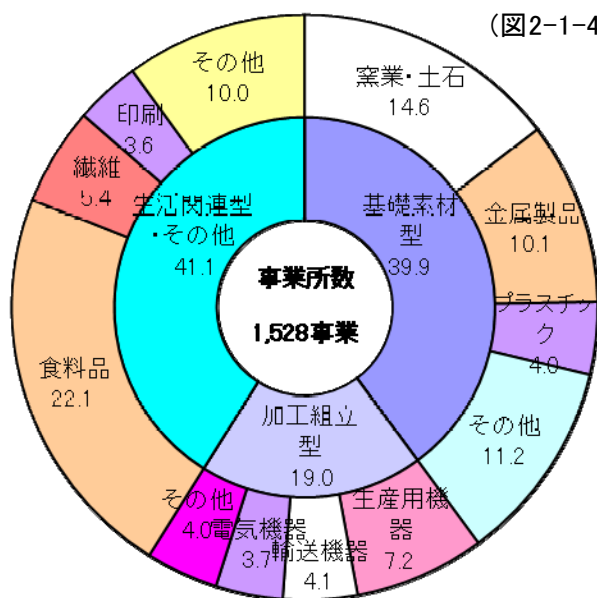 (図2-1-4
その他
10.0
窯業・土石
14.6
印刷
3.6
繊維
5.4
生活関連型
・その他
41.1
基礎素材
型
39.9
金属製品
10.1
事業所数
1,528事業
プラスチッ
ク
4.0
食料品
22.1
加工組立
型
19.0
その他
11.2
その他
4.0
電気機器
3.7
輸送機器
4.1
生産用機
器
7.2